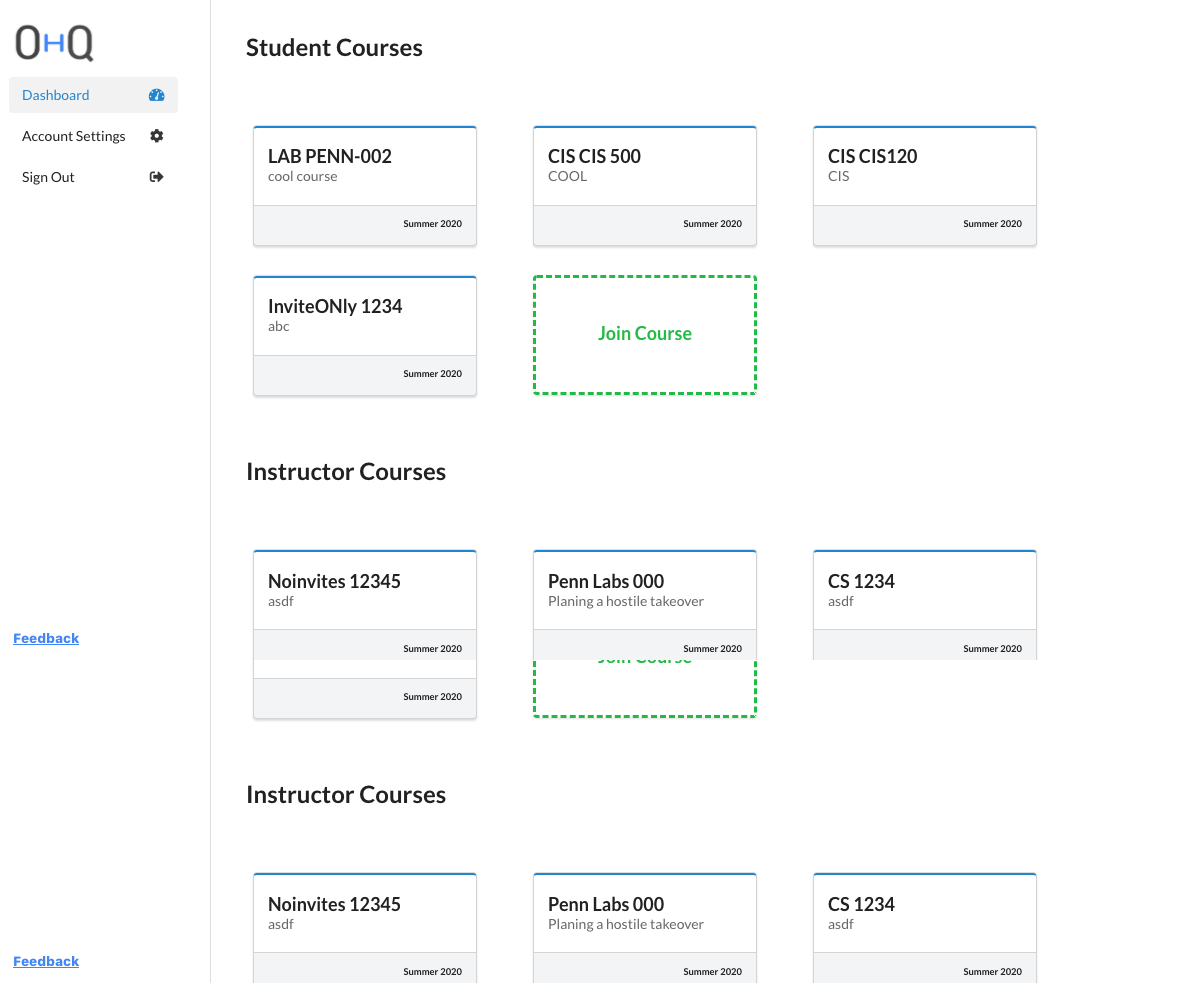 OHQ
Dashboard
Account Settings
Sign Out
Student Courses
LAB PENN-002
cool course
Summer 2020
CIS CIS 500
COOL
Summer 2020
CIS CIS120
CIS
Summer 2020
InviteONly 1234
abc
Summer 2020
Join Course
Instructor Courses
Noinvites 12345
asdf
Summer 2020
Penn Labs 000
Planing a hostile takeover
Summer 2020
CS 1234
asdf
Summer 2020
Feedback
Summer 2020
Join Course
Instructor Courses
Noinvites 12345
asdf
Summer 2020
Penn Labs 000
Planing a hostile takeover
Summer 2020
CS 1234
asdf
Summer 2020
Feedback